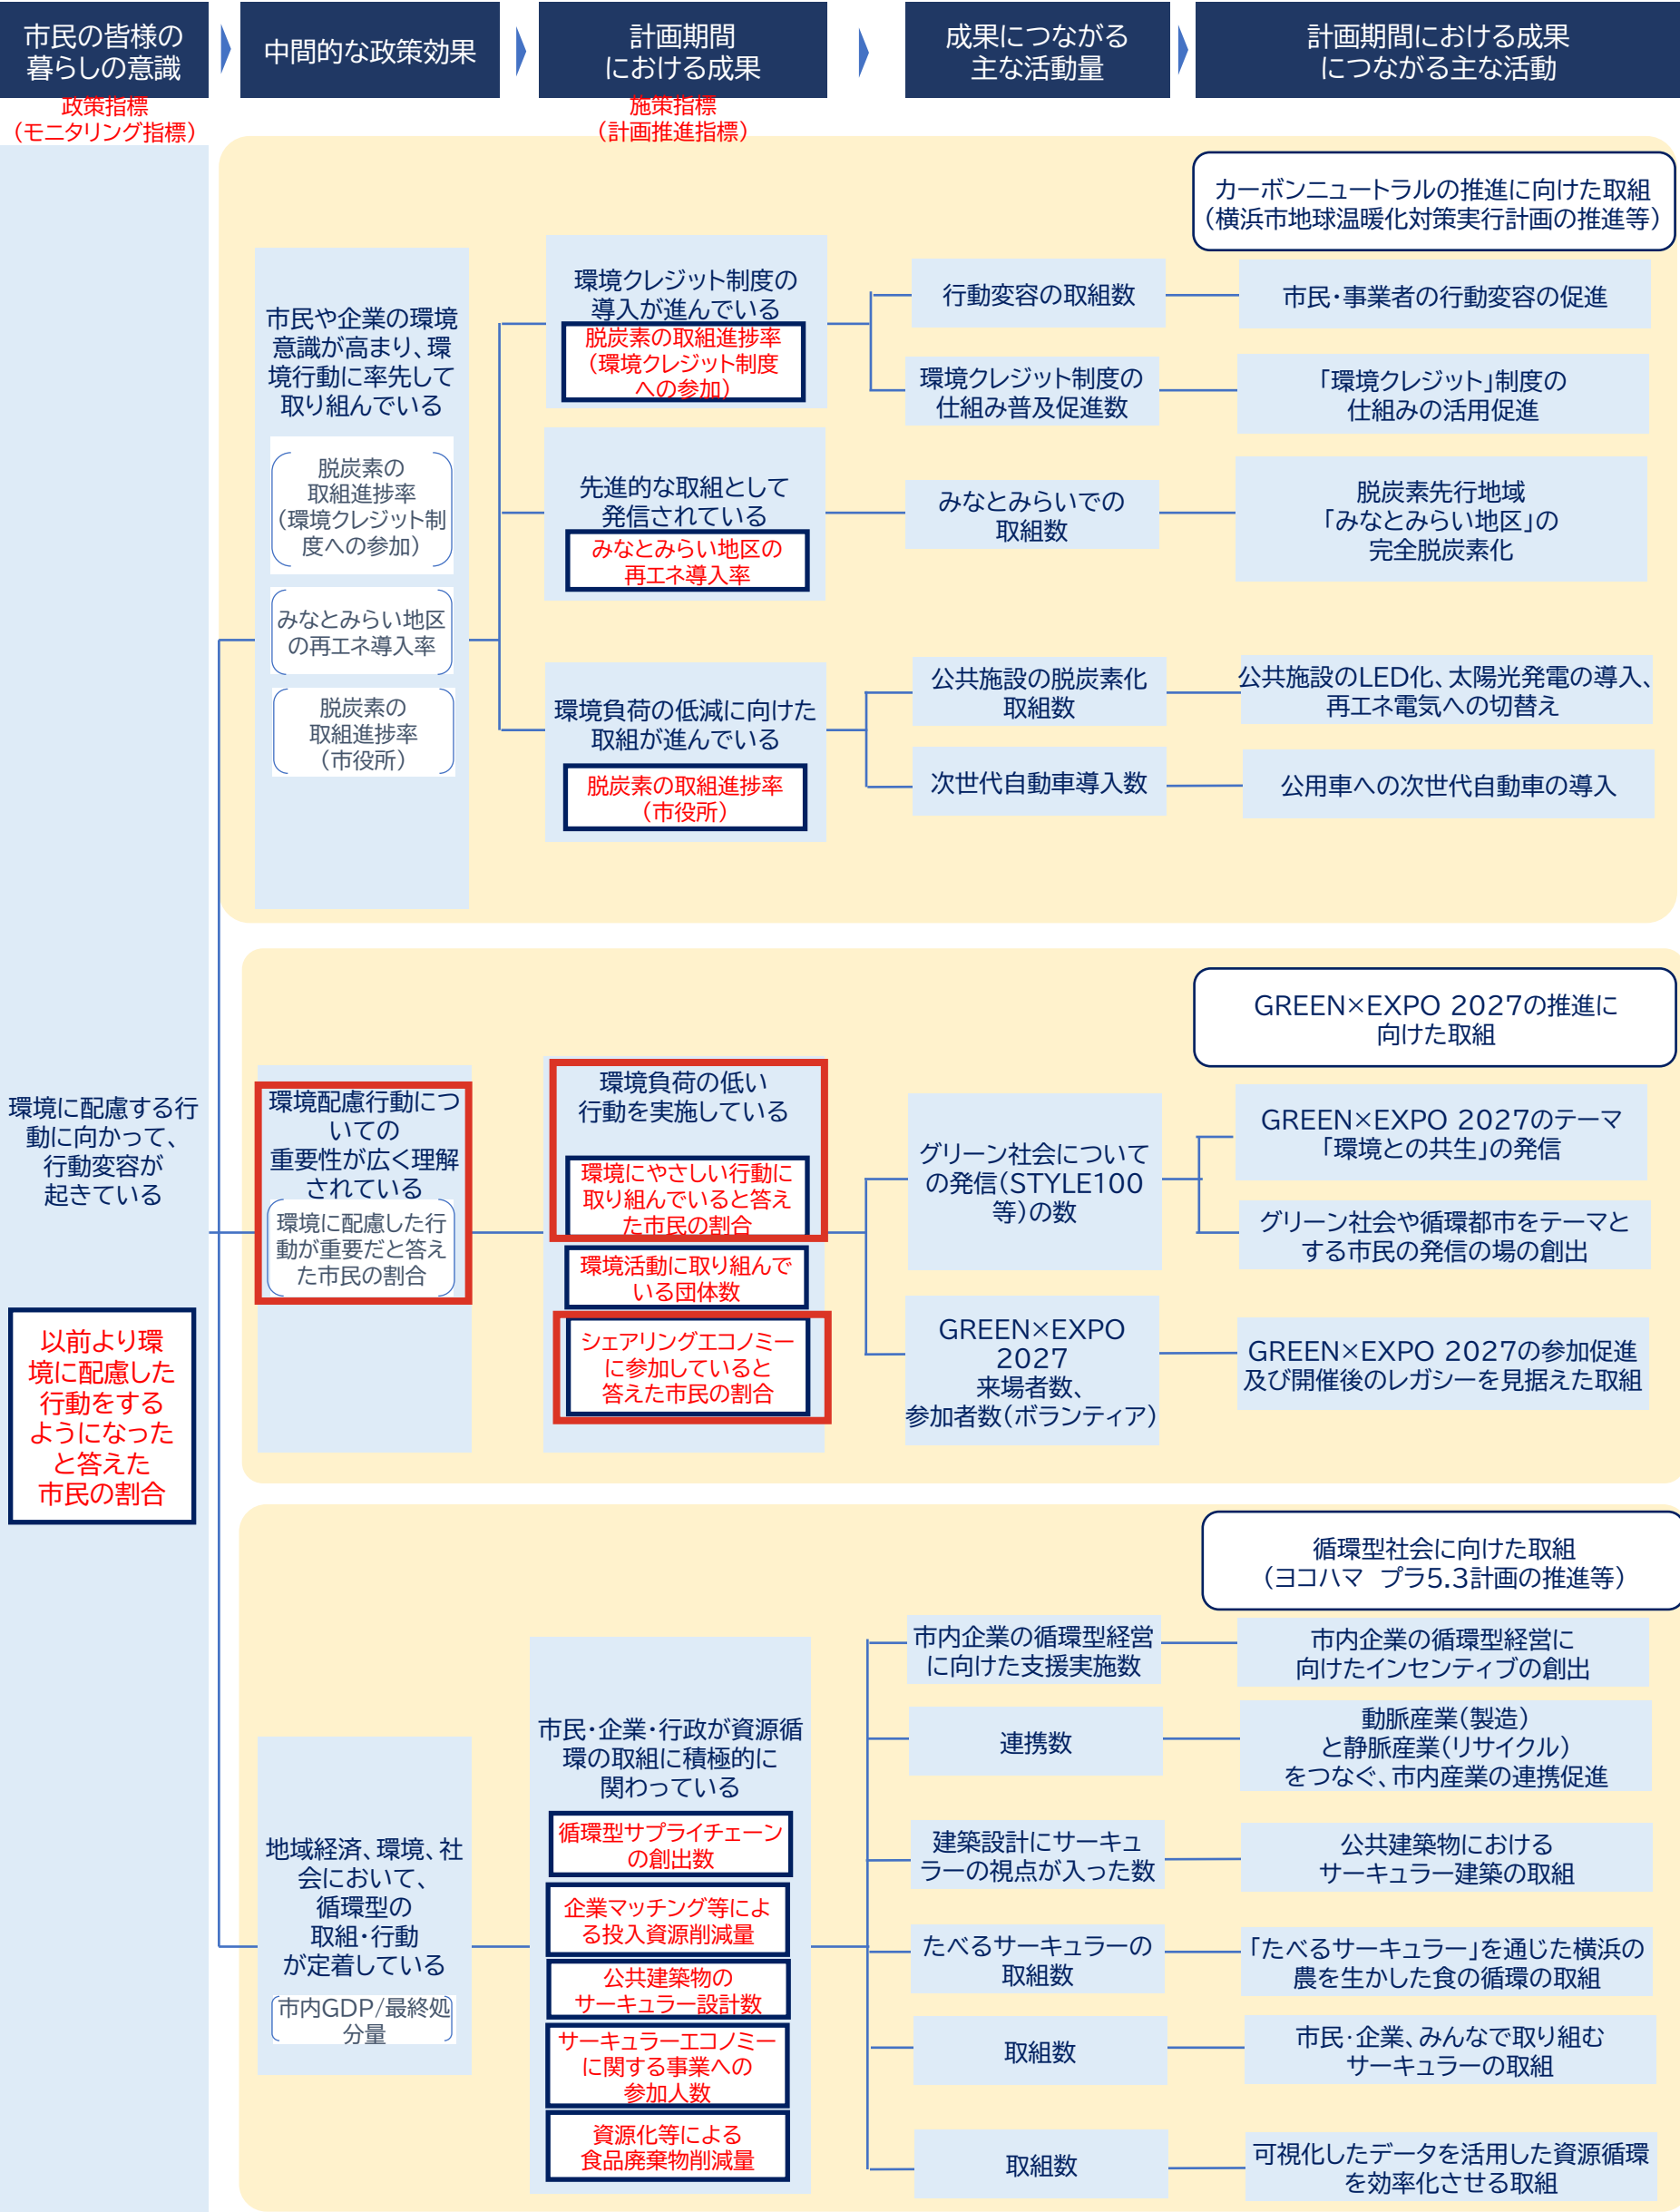 市民の皆様の
暮らしの意識
中間的な政策効果
計画期間
における成果
成果につながる
主な活動量
計画期間における成果
につながる主な活動
政策指標
（モニタリング指標）
施策指標
（計画推進指標）
環境に配慮する行
動に向かって、
行動変容が
起きている
以前より環
境に配慮した
行動をする
ようになった
と答えた
市民の割合
カーボンニュートラルの推進に向けた取組
（横浜市地球温暖化対策実行計画の推進等）
市民や企業の環境
意識が高まり、環
境行動に率先して
取り組んでいる
脱炭素の
取組進捗率
（環境クレジット制
度への参加）
みなとみらい地区
の再エネ導入率
脱炭素の
取組進捗率
（市役所）
環境クレジット制度の
導入が進んでいる
脱炭素の取組進捗率
（環境クレジット制度
への参加）
行動変容の取組数
市民・事業者の行動変容の促進
環境クレジット制度の
仕組み普及促進数
「環境クレジット」制度の
仕組みの活用促進
先進的な取組として
発信されている
みなとみらい地区の
再エネ導入率
みなとみらいでの
取組数
脱炭素先行地域
「みなとみらい地区」の
完全脱炭素化
環境負荷の低減に向けた
取組が進んでいる
脱炭素の取組進捗率
（市役所）
公共施設の脱炭素化
取組数
公共施設のLED化、太陽光発電の導入、
再エネ電気への切替え
次世代自動車導入数
公用車への次世代自動車の導入
GREEN×EXPO 2027の推進に
向けた取組
環境配慮行動につ
いての
重要性が広く理解
されている
環境に配慮した行
動が重要だと答え
た市民の割合
環境負荷の低い
行動を実施している
環境にやさしい行動に
取り組んでいると答え
た市民の割合
環境活動に取り組んで
いる団体数
シェアリングエコノミー
に参加していると
答えた市民の割合
グリーン社会について
の発信（STYLE100
等）の数
GREEN×EXPO 2027のテーマ
「環境との共生」の発信
グリーン社会や循環都市をテーマと
する市民の発信の場の創出
GREEN×EXPO
2027
来場者数、
参加者数（ボランティア）
GREEN×EXPO 2027の参加促進
及び開催後のレガシーを見据えた取組
循環型社会に向けた取組
（ヨコハマ　プラ5.3計画の推進等）
地域経済、環境、社
会において、
循環型の
取組・行動
が定着している
市内GDP/最終処
分量
市民・企業・行政が資源循
環の取組に積極的に
関わっている
循環型サプライチェーン
の創出数
企業マッチング等によ
る投入資源削減量
公共建築物の
サーキュラー設計数
サーキュラーエコノミー
に関する事業への
参加人数
資源化等による
食品廃棄物削減量
市内企業の循環型経営
に向けた支援実施数
市内企業の循環型経営に
向けたインセンティブの創出
連携数
動脈産業（製造）
と静脈産業（リサイクル）
をつなぐ、市内産業の連携促進
建築設計にサーキュ
ラーの視点が入った数
公共建築物における
サーキュラー建築の取組
たべるサーキュラーの
取組数
「たべるサーキュラー」を通じた横浜の
農を生かした食の循環の取組
取組数
市民・企業、みんなで取り組む
サーキュラーの取組
取組数
可視化したデータを活用した資源循環
を効率化させる取組